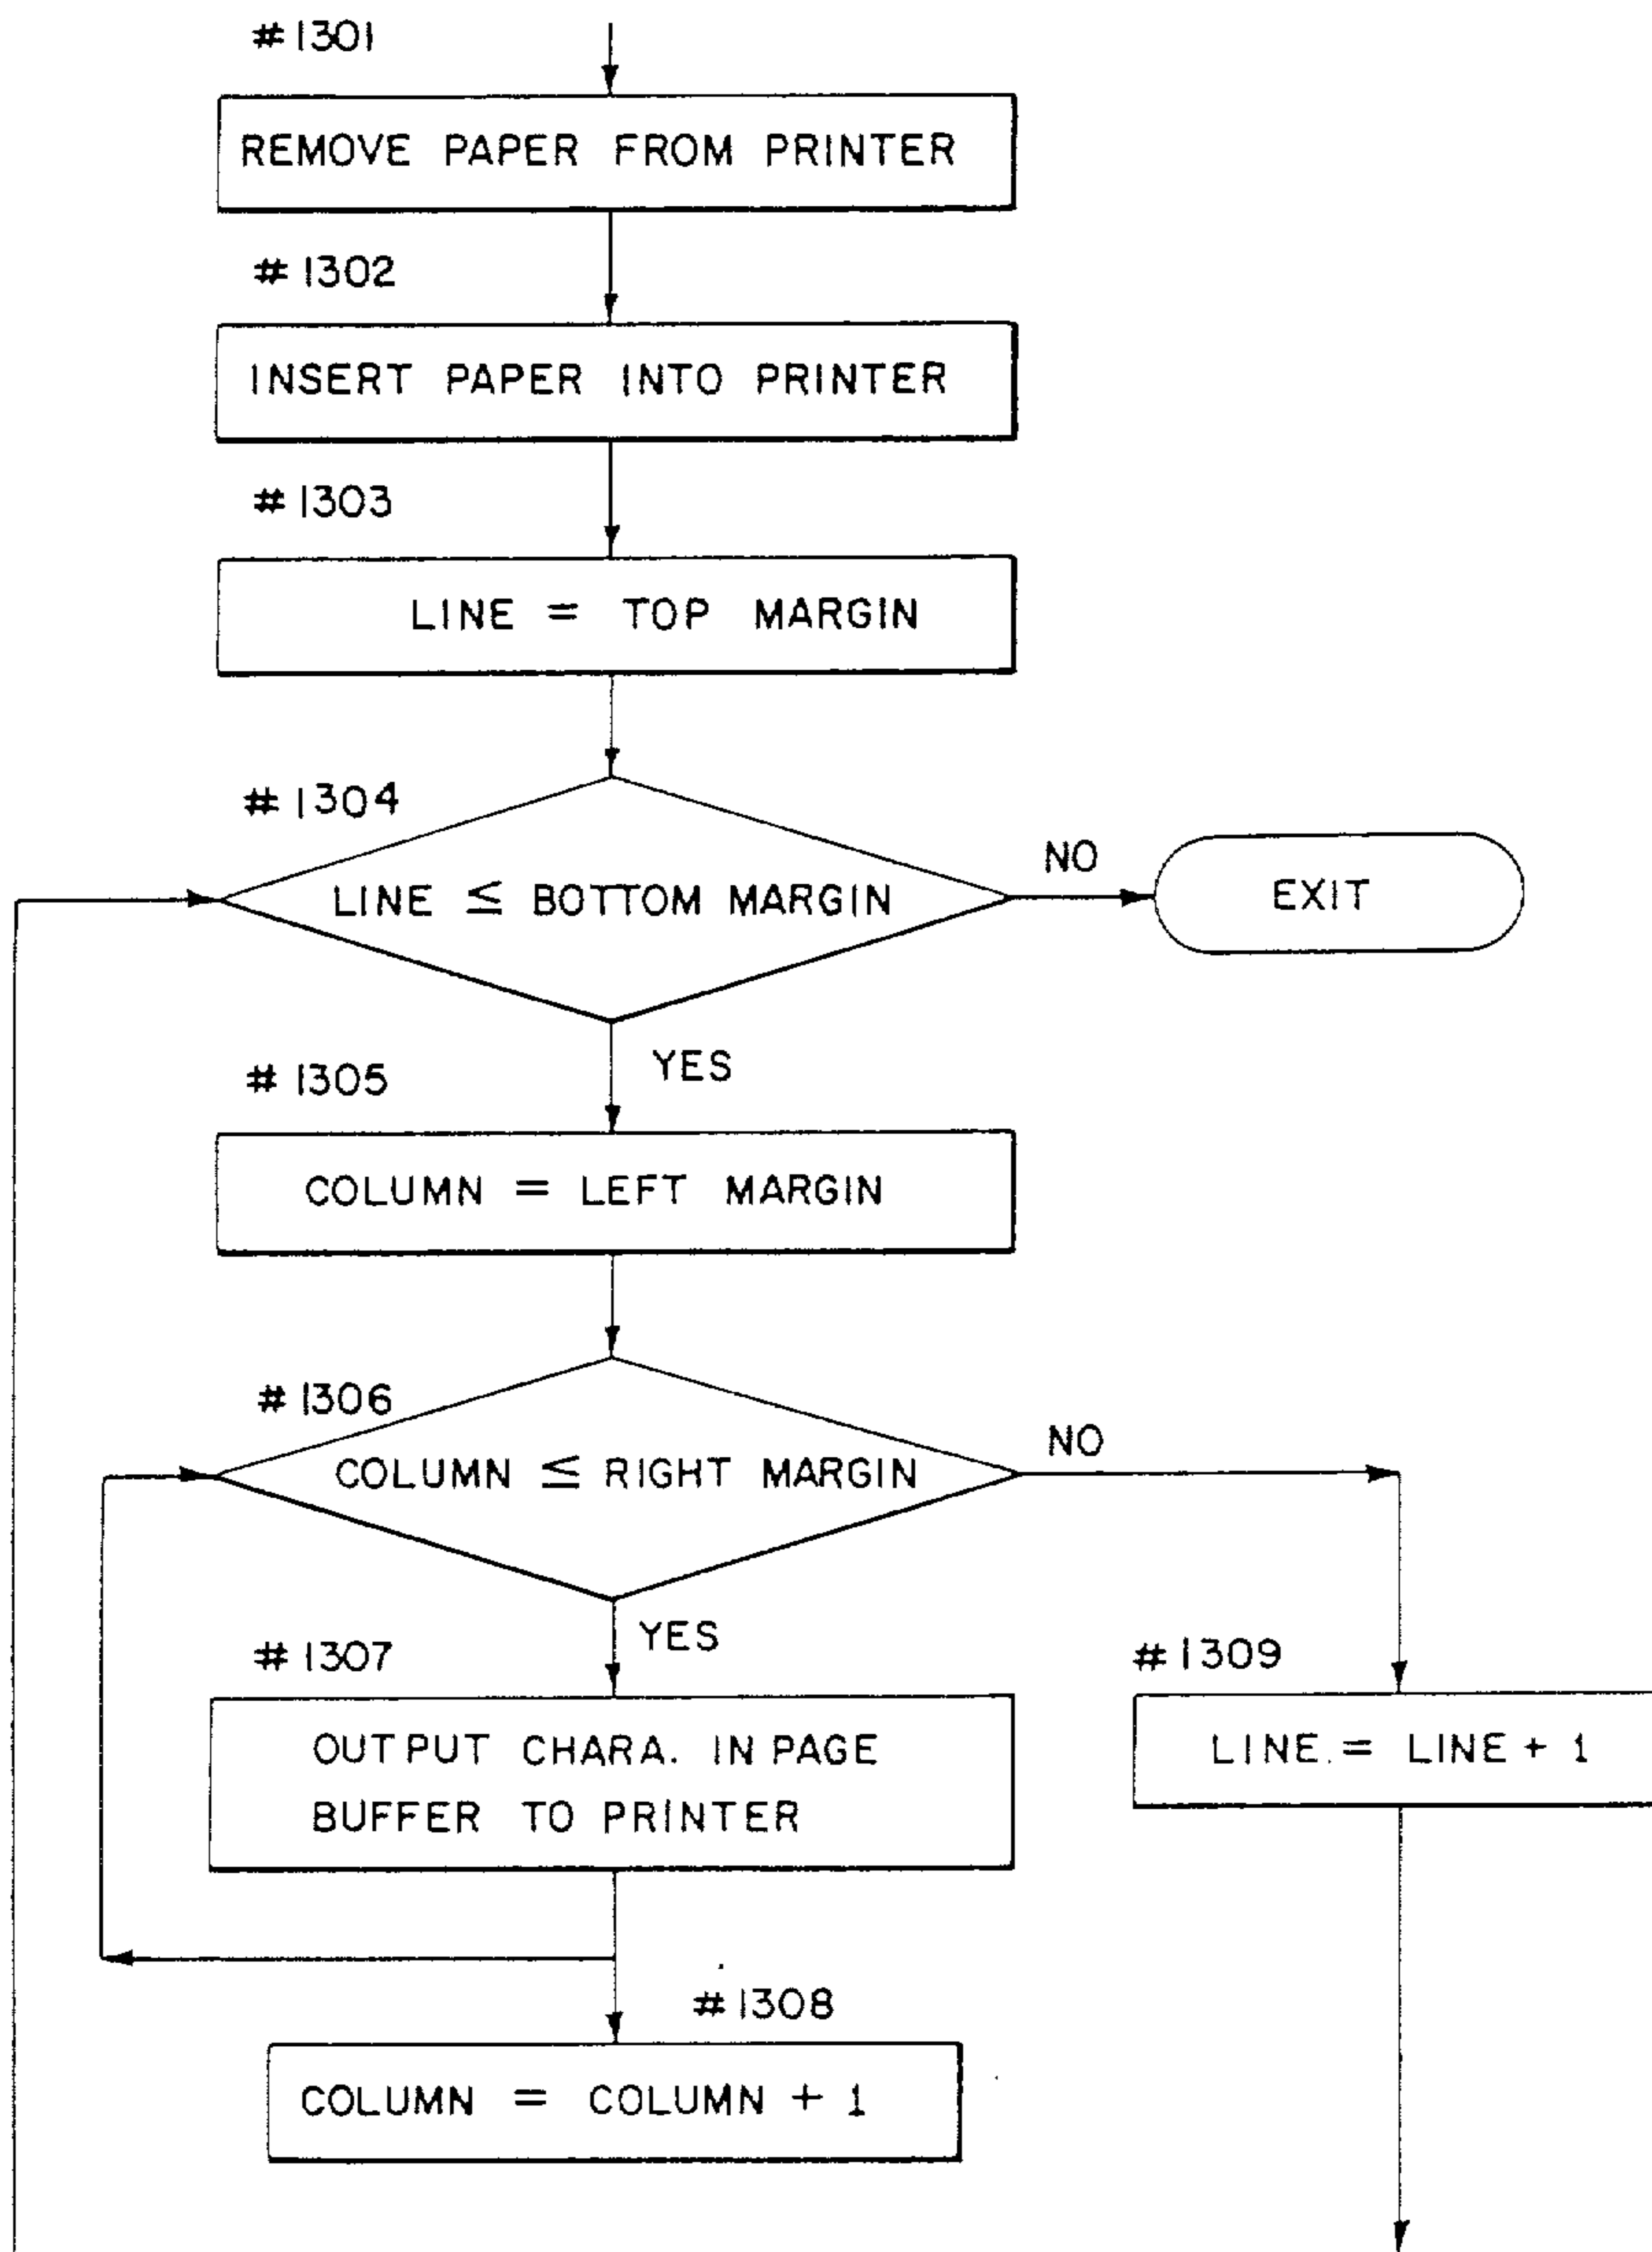 #1301
REMOVE PAPER FROM PRINTER
#1302
INSERT PAPER INTO PRINTER
#1303
LINE = TOP MARGIN
#1304
LINE ≤ BOTTOM MARGIN
NO
EXIT
YES
#1305
COLUMN = LEFT MARGIN
#1306
COLUMN ≤ RIGHT MARGIN
NO
YES
#1307
OUTPUT CHARA. IN PAGE
BUFFER TO PRINTER
#1309
LINE = LINE + 1
#1308
COLUMN = COLUMN + 1